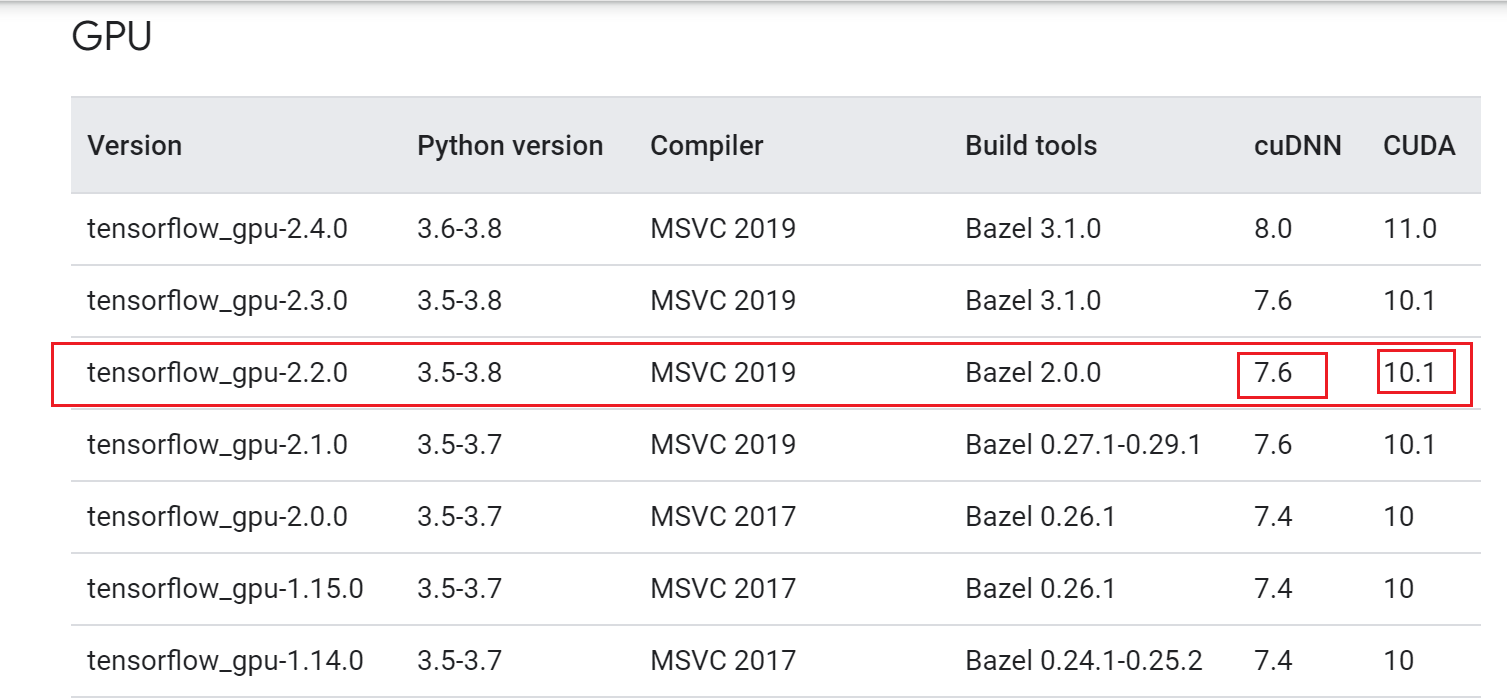 GPU
Version Python version Compiler Build tools cuDNN CUDA
tensorflow_gpu-2.4.0 3.6-3.8 MSVC 2019 Bazel 3.1.0 8.0 11.0
tensorflow_gpu-2.3.0 3.5-3.8 MSVC 2019 Bazel 3.1.0 7.6 10.1
tensorflow_gpu-2.2.0 3.5-3.8 MSVC 2019 Bazel 2.0.0 7.6 10.1
tensorflow_gpu-2.1.0 3.5-3.7 MSVC 2019 Bazel 0.27.1-0.29.1 7.6 10.1
tensorflow_gpu-2.0.0 3.5-3.7 MSVC 2017 Bazel 0.26.1 7.4 10
tensorflow_gpu-1.15.0 3.5-3.7 MSVC 2017 Bazel 0.26.1 7.4 10
tensorflow_gpu-1.14.0 3.5-3.7 MSVC 2017 Bazel 0.24.1-0.25.2 7.4 10